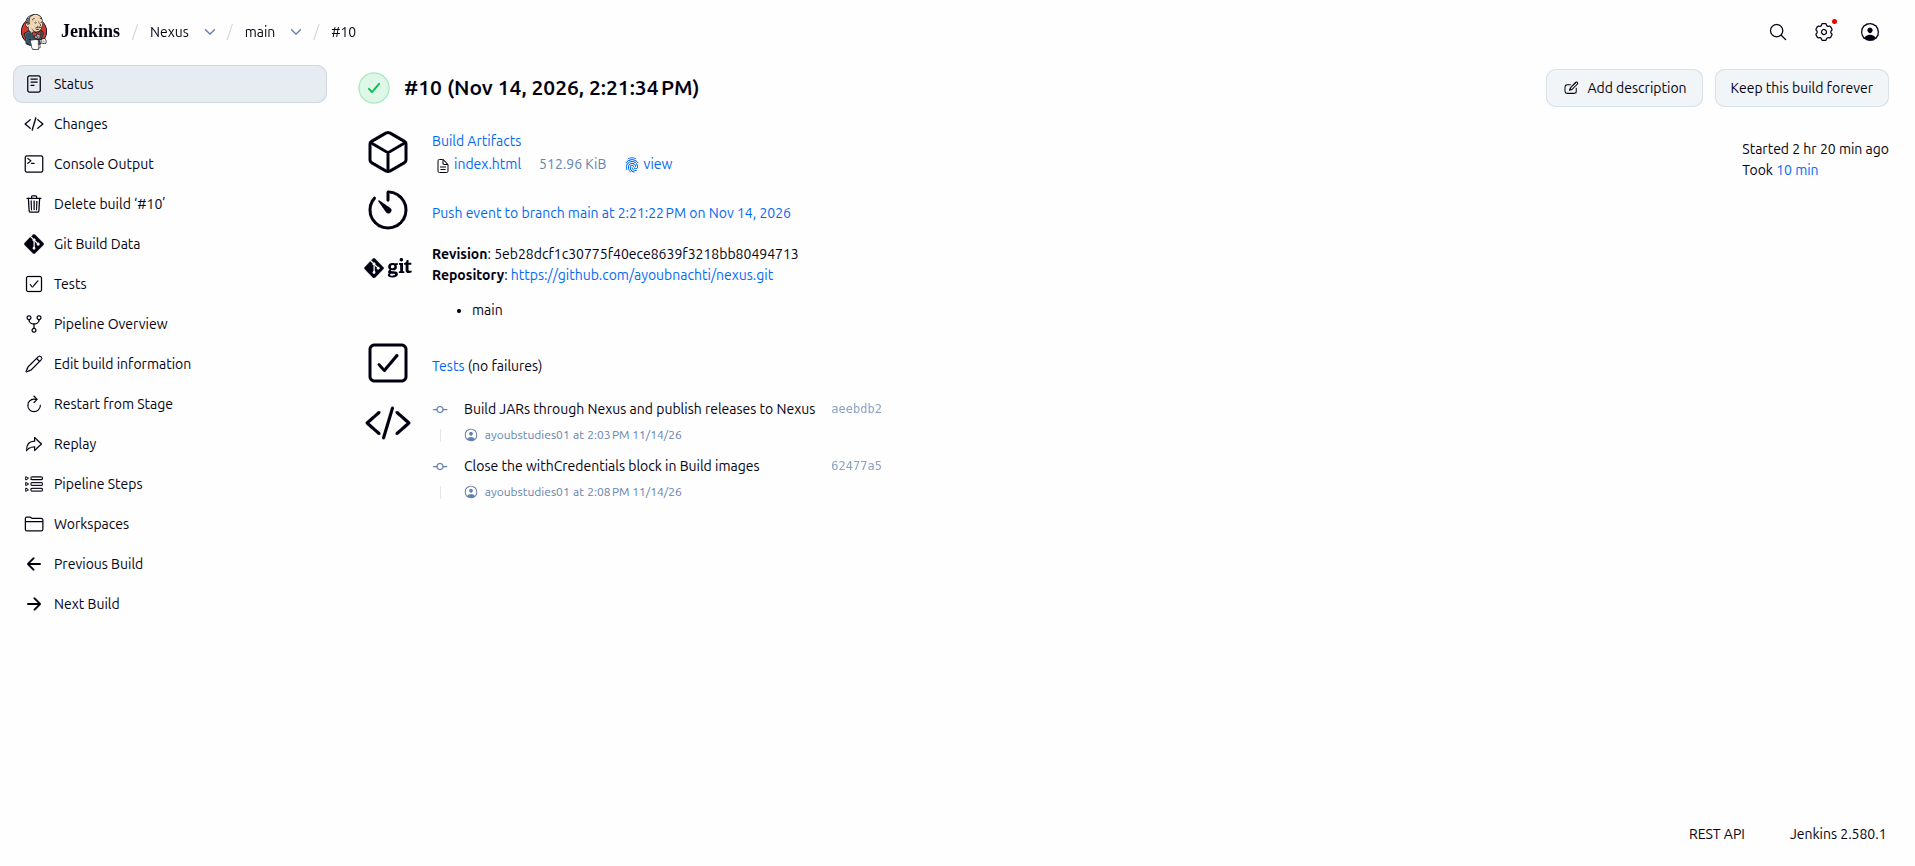 Jenkins / Nexus / main / #10
Status
Changes
Console Output
Delete build ‘#10’
Git Build Data
Tests
Pipeline Overview
Edit build information
Restart from Stage
Replay
Pipeline Steps
Workspaces
Previous Build
Next Build
#10 (Nov 14, 2026, 2:21:34 PM)
Add description
Keep this build forever
Started 2 hr 20 min ago
Took 10 min
Build Artifacts
index.html 512.96 KiB view
Push event to branch main at 2:21:22 PM on Nov 14, 2026
git
Revision: 5eb28dcf1c30775f40ece8639f3218bb80494713
Repository: https://github.com/ayoubnachti/nexus.git
• main
Tests (no failures)
Build JARs through Nexus and publish releases to Nexus aeebdb2
ayoubstudies01 at 2:03 PM 11/14/26
Close the withCredentials block in Build images 62477a5
ayoubstudies01 at 2:08 PM 11/14/26
REST API
Jenkins 2.580.1